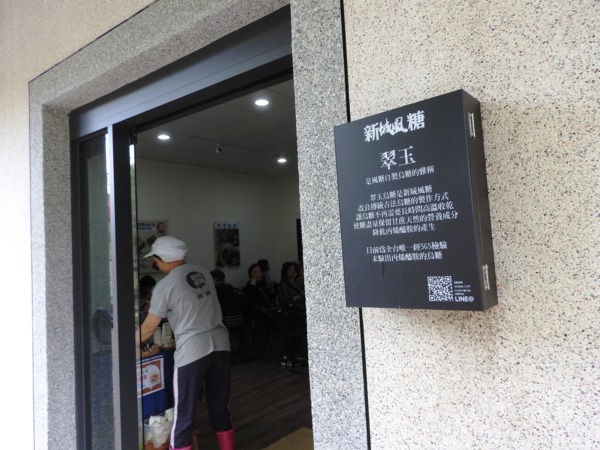 新城風糖
翠玉
是風糖自製烏糖的雅稱
翠玉烏糖是新城風糖
改良傳統古法烏糖的製作方式
讓烏糖不再需要長時間高溫收乾
檢糖盡量保留甘蔗天然的營養成分
降低丙烯醯胺的產生
目前為全台唯一經SGS檢驗
未驗出丙烯醯胺的烏糖
LINE@